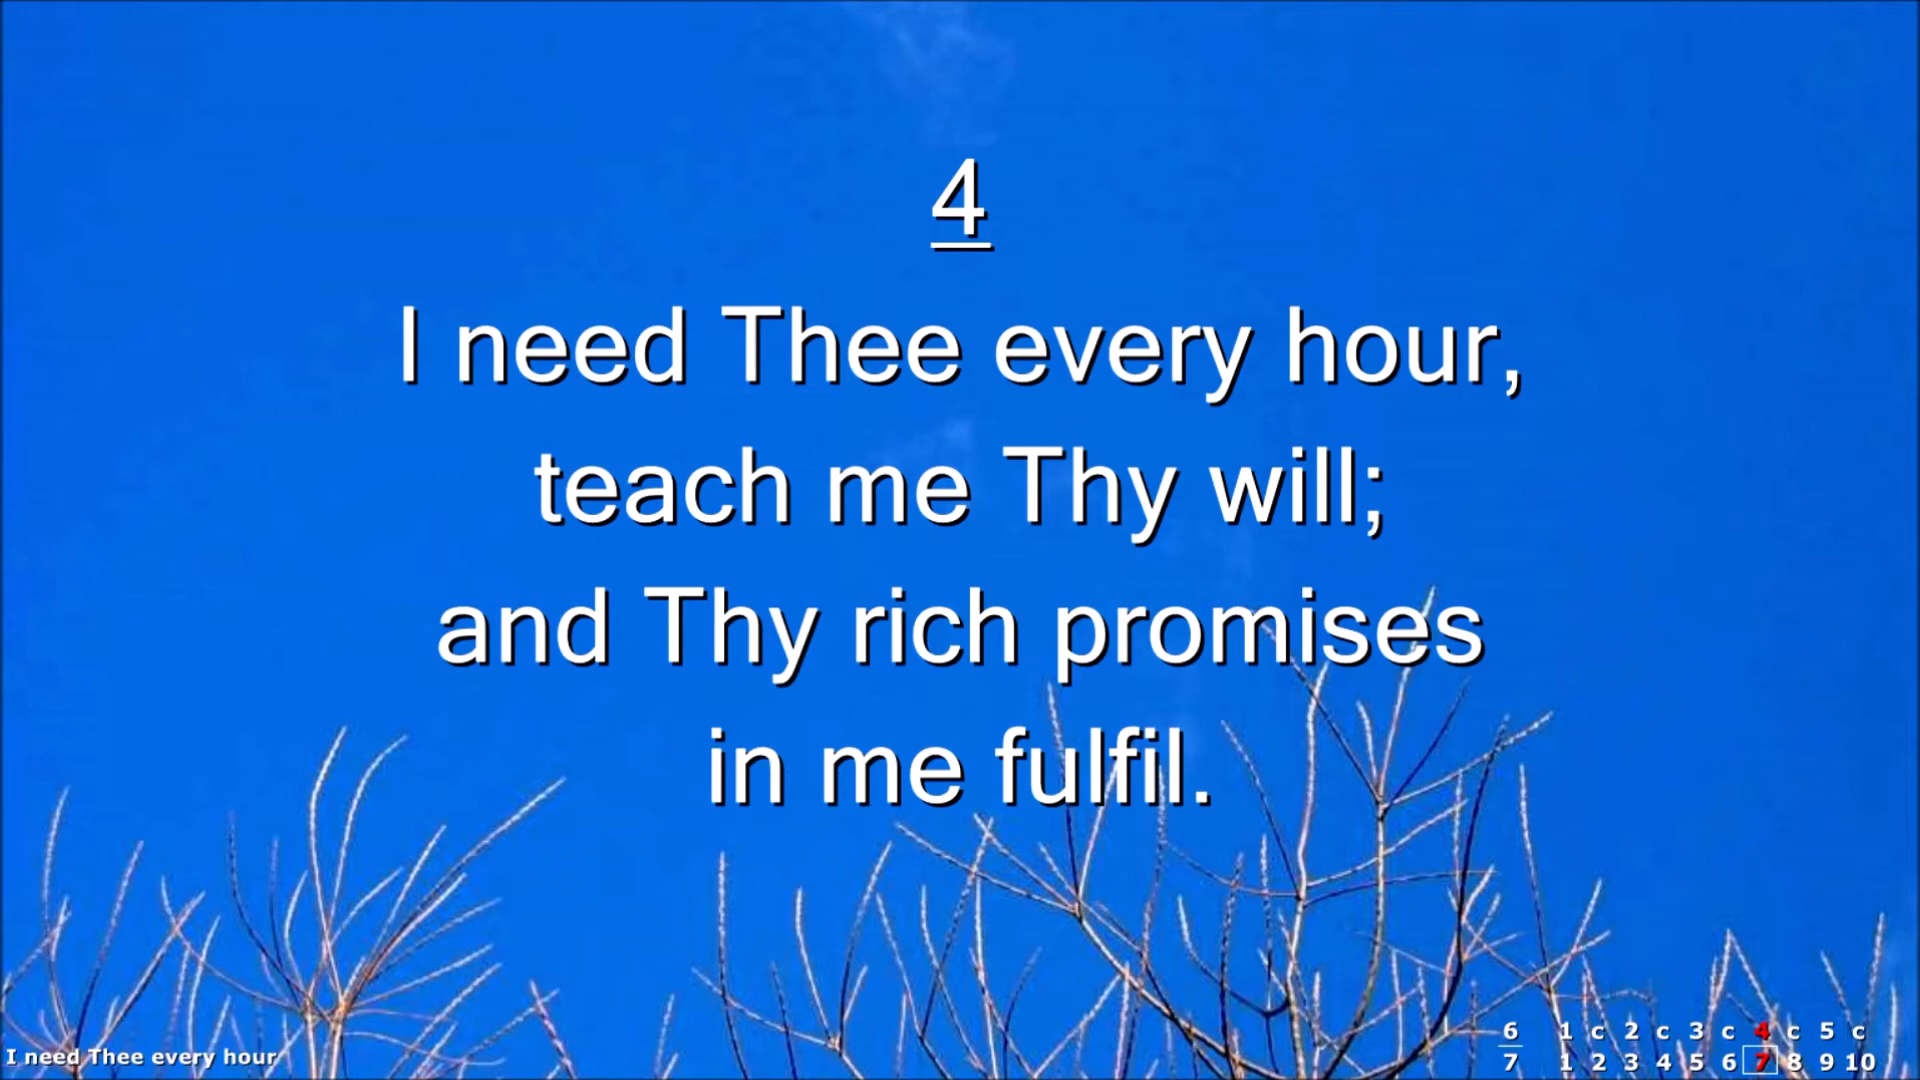 4
I need Thee every hour,
teach me Thy will;
and Thy rich promises
in me fulfil.
I need Thee every hour
6 1 c 2 c 3 c 4 c 5 c
7 1 2 3 4 5 6 7 8 9 10